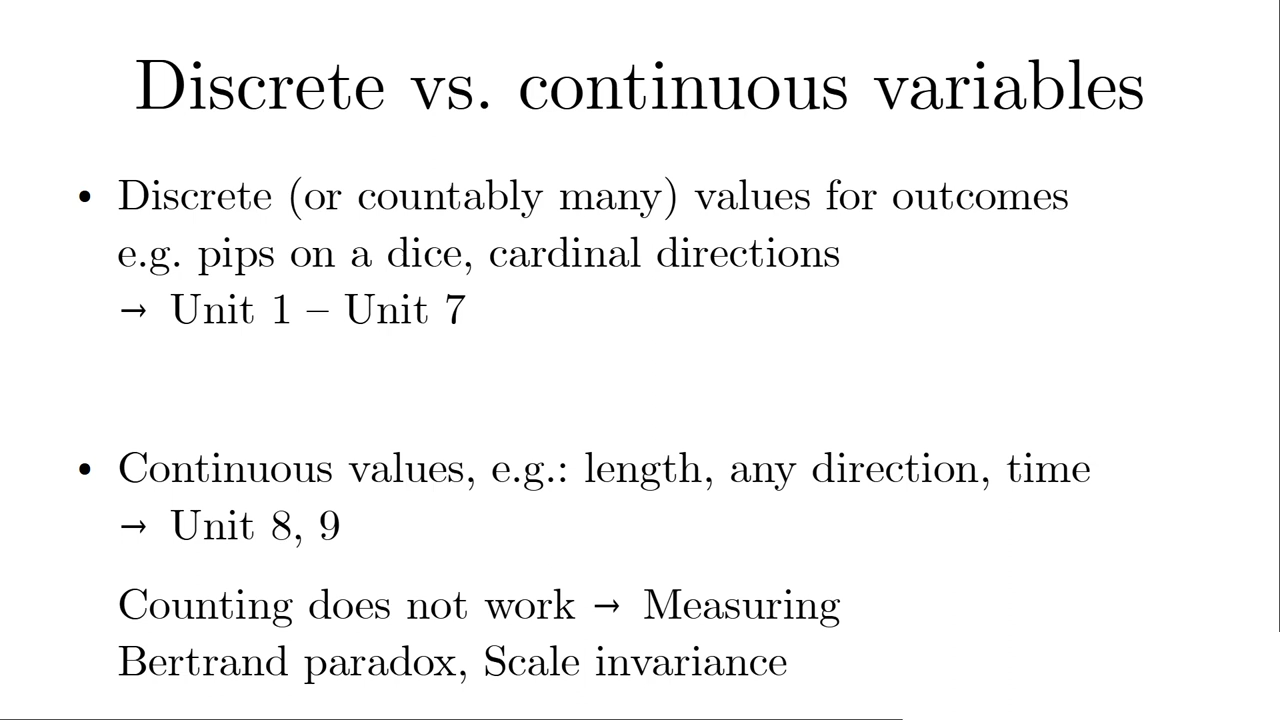 Discrete vs. continuous variables
• Discrete (or countably many) values for outcomes
e.g. pips on a dice, cardinal directions
→ Unit 1 – Unit 7
• Continuous values, e.g.: length, any direction, time
→ Unit 8, 9
Counting does not work → Measuring
Bertrand paradox, Scale invariance